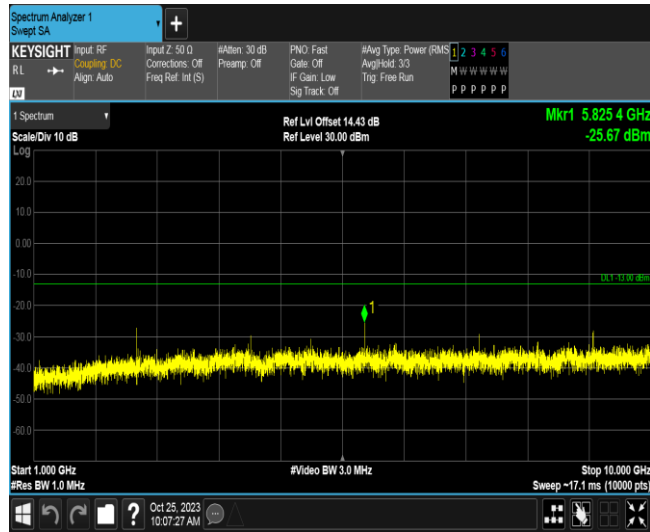 Spectrum Analyzer 1
Swept SA
+
KEYSIGHT
RL
LXI
Input: RF
Coupling: DC
Align: Auto
Input Z: 50 Ω
Corrections: Off
Freq Ref: Int (S)
#Atten: 30 dB
Preamp: Off
PNO: Fast
Gate: Off
IF Gain: Low
Sig Track: Off
#Avg Type: Power (RMS
Avg|Hold: 3/3
Trig: Free Run
1 2 3 4 5 6
M W W W W W
P P P P P P
1 Spectrum
Scale/Div 10 dB
Log
Ref Lvl Offset 14.43 dB
Ref Level 30.00 dBm
Mkr1 5.825 4 GHz
-25.67 dBm
20.0
10.0
0.00
-10.0
DL1 -13.00 dBm
-20.0
1
-30.0
-40.0
-50.0
-60.0
Start 1.000 GHz
#Video BW 3.0 MHz
Stop 10.000 GHz
#Res BW 1.0 MHz
Sweep ~17.1 ms (10000 pts)
?
Oct 25, 2023
10:07:27 AM